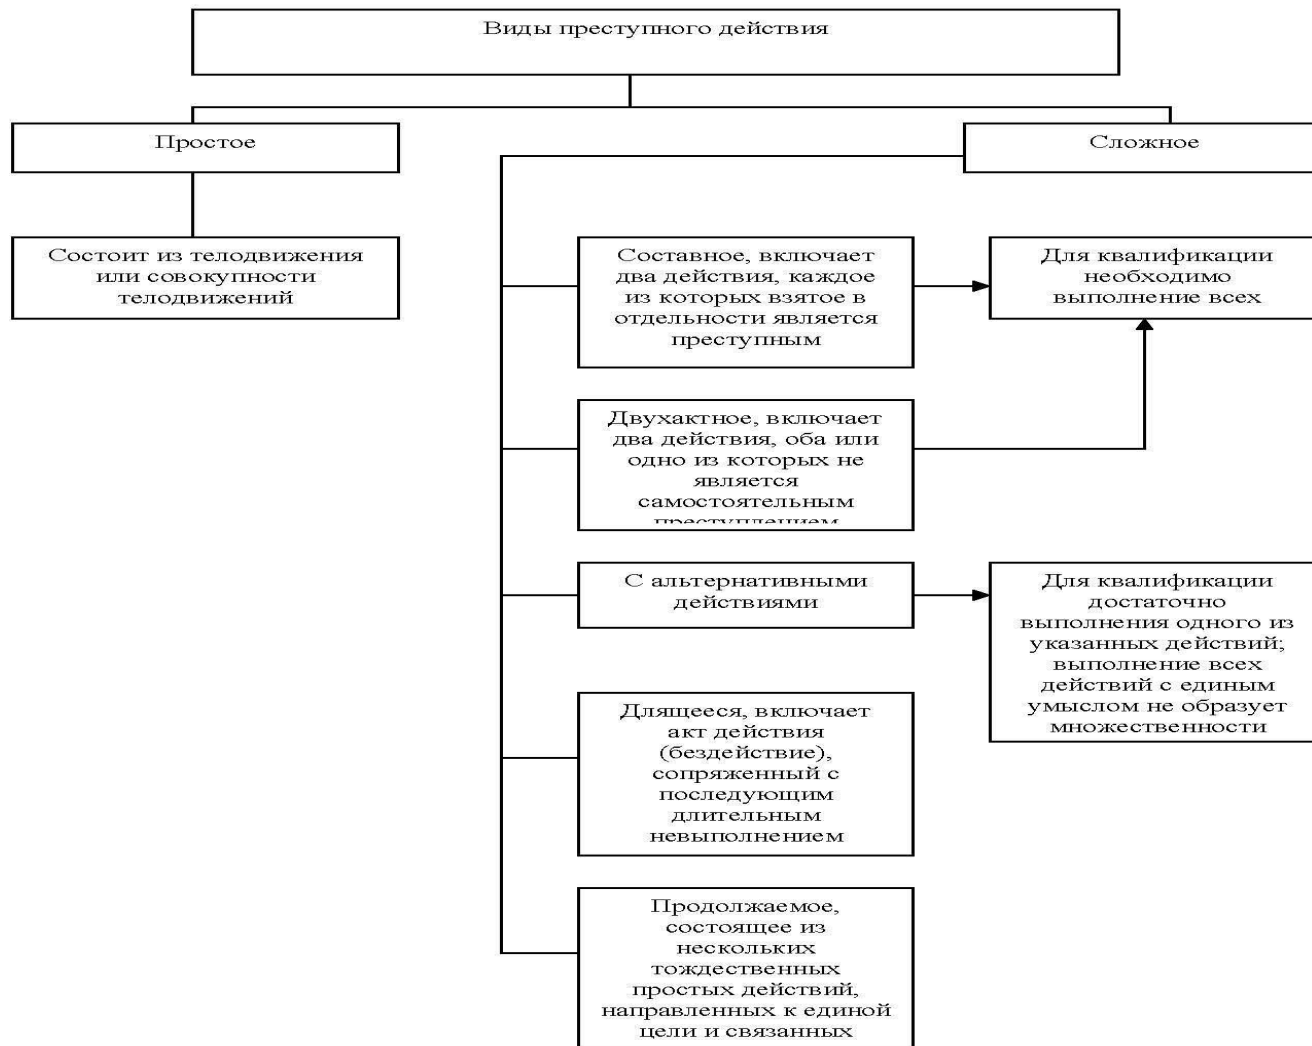 Виды преступного действия
Простое
Сложное
Состоит из телодвижения
или совокупности
телодвижений
Составное, включает
два действия, каждое
из которых взятое в
отдельности является
преступным
Для квалификации
необходимо
выполнение всех
Двухактное, включает
два действия, оба или
одно из которых не
является
самостоятельным
преступлением
С альтернативными
действиями
Для квалификации
достаточно
выполнения одного из
указанных действий;
выполнение всех
действий с единым
умыслом не образует
множественности
Длящееся, включает
акт действия
(бездействие),
сопряженный с
последующим
длительным
невыполнением
Продолжаемое,
состоящее из
нескольких
тождественных
простых действий,
направленных к единой
цели и связанных